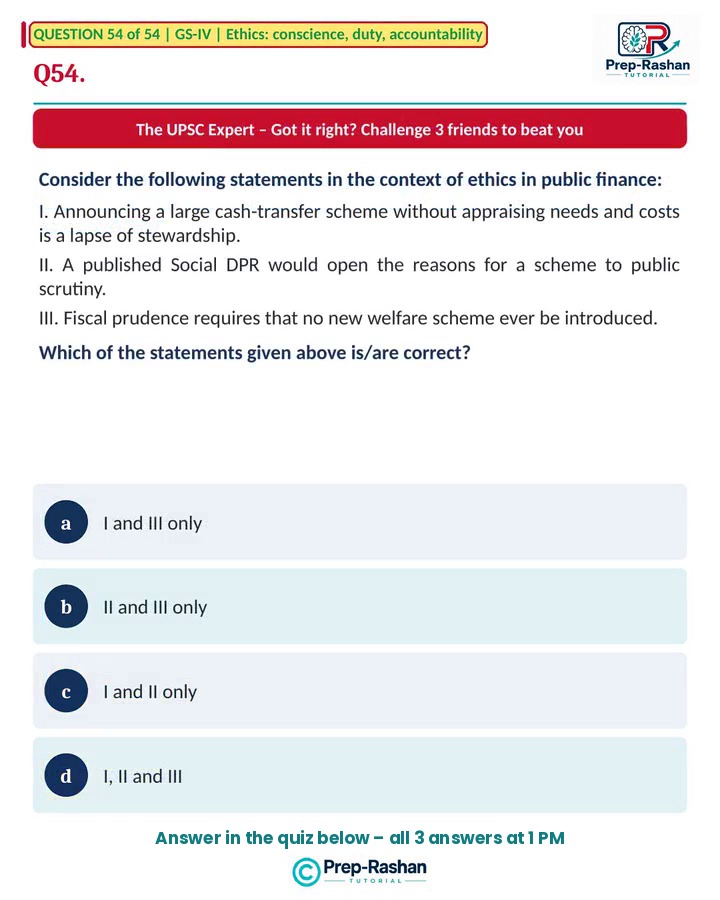 QUESTION 54 of 54 | GS-IV | Ethics: conscience, duty, accountability
Prep-Rashan
TUTORIAL
Q54.
The UPSC Expert – Got it right? Challenge 3 friends to beat you
Consider the following statements in the context of ethics in public finance:
I. Announcing a large cash-transfer scheme without appraising needs and costs
is a lapse of stewardship.
II. A published Social DPR would open the reasons for a scheme to public
scrutiny.
III. Fiscal prudence requires that no new welfare scheme ever be introduced.
Which of the statements given above is/are correct?
a I and III only
b II and III only
c I and II only
d I, II and III
Answer in the quiz below – all 3 answers at 1 PM
© Prep-Rashan
TUTORIAL